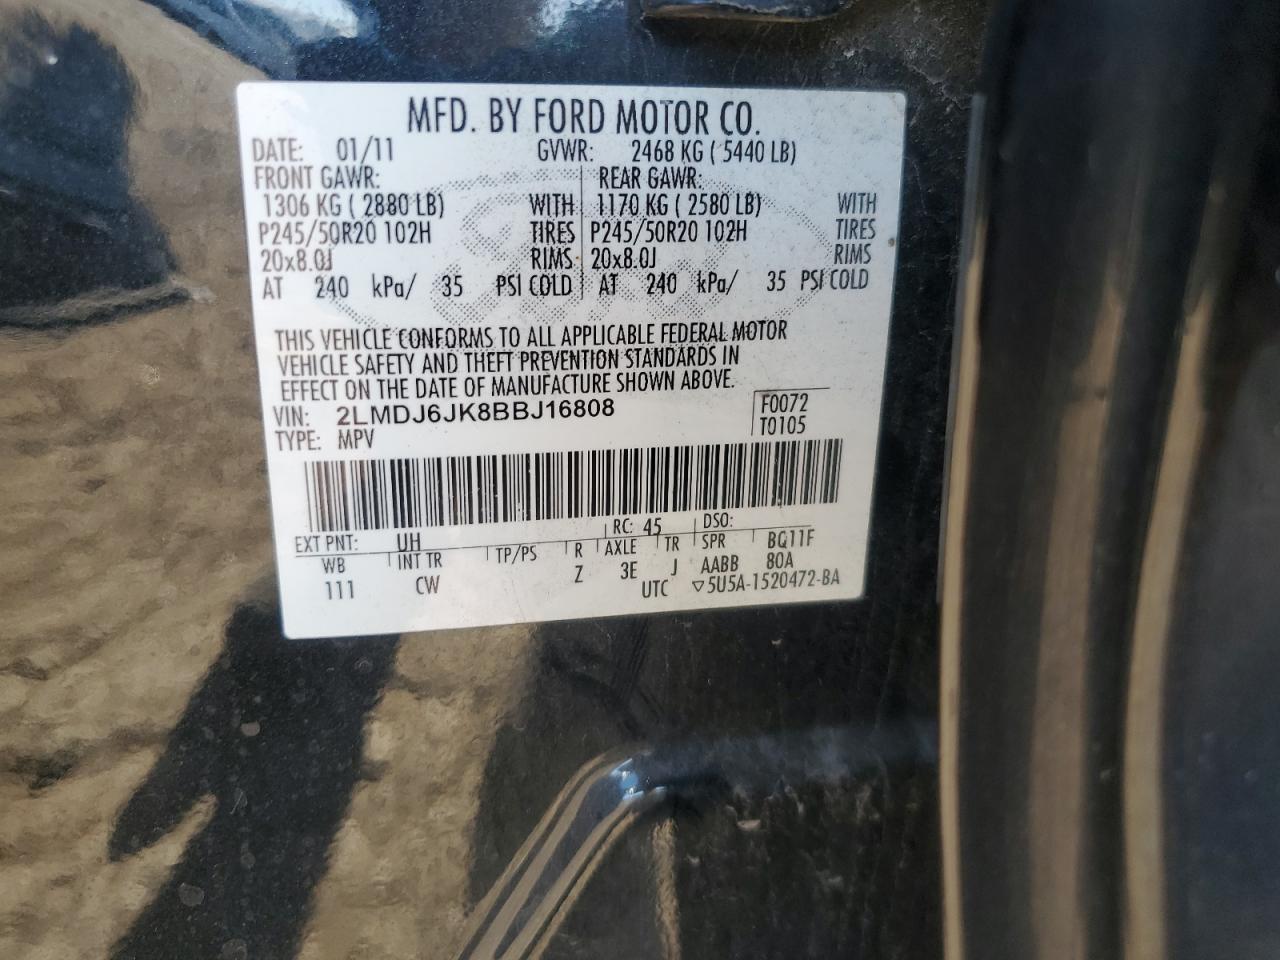 MFD. BY FORD MOTOR CO.
DATE: 01/11 GVWR: 2468 KG ( 5440 LB)
FRONT GAWR: REAR GAWR:
1306 KG ( 2880 LB) WITH 1170 KG ( 2580 LB) WITH
P245/50R20 102H TIRES P245/50R20 102H TIRES
20x8.0J RIMS 20x8.0J RIMS
AT 240 kPa/ 35 PSI COLD AT 240 kPa/ 35 PSI COLD
THIS VEHICLE CONFORMS TO ALL APPLICABLE FEDERAL MOTOR
VEHICLE SAFETY AND THEFT PREVENTION STANDARDS IN
EFFECT ON THE DATE OF MANUFACTURE SHOWN ABOVE.
VIN: 2LMDJ6JK8BBJ16808 F0072
TYPE: MPV T0105
EXT PNT: UH RC: 45 DSO:
WB INT TR TP/PS R AXLE TR SPR BQ11F
111 CW Z 3E J AABB 80A
UTC ▽5U5A-1520472-BA